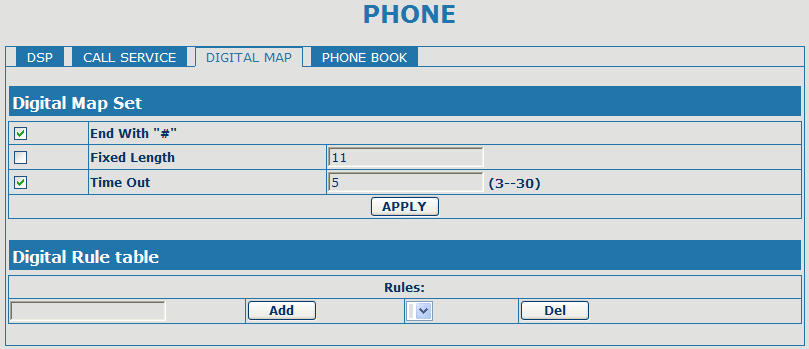 PHONE
DSP CALL SERVICE DIGITAL MAP PHONE BOOK
Digital Map Set
End With "#"
Fixed Length 11
Time Out 5 (3--30)
APPLY
Digital Rule table
Rules:
Add Del